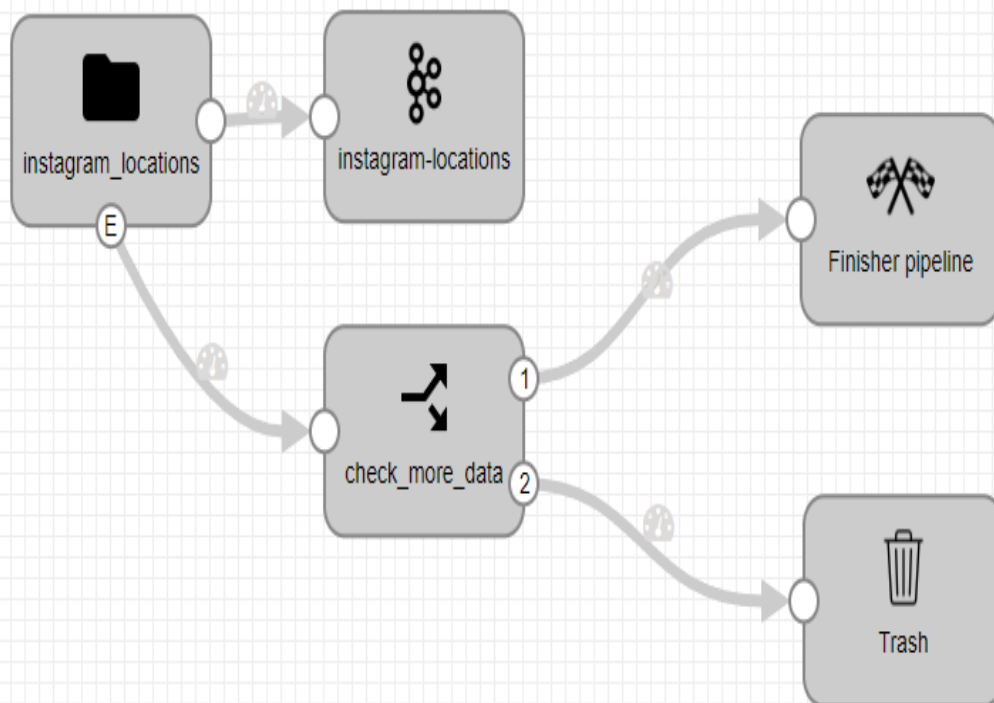 instagram_locations
instagram-locations
E
Finisher pipeline
1
check_more_data
2
Trash